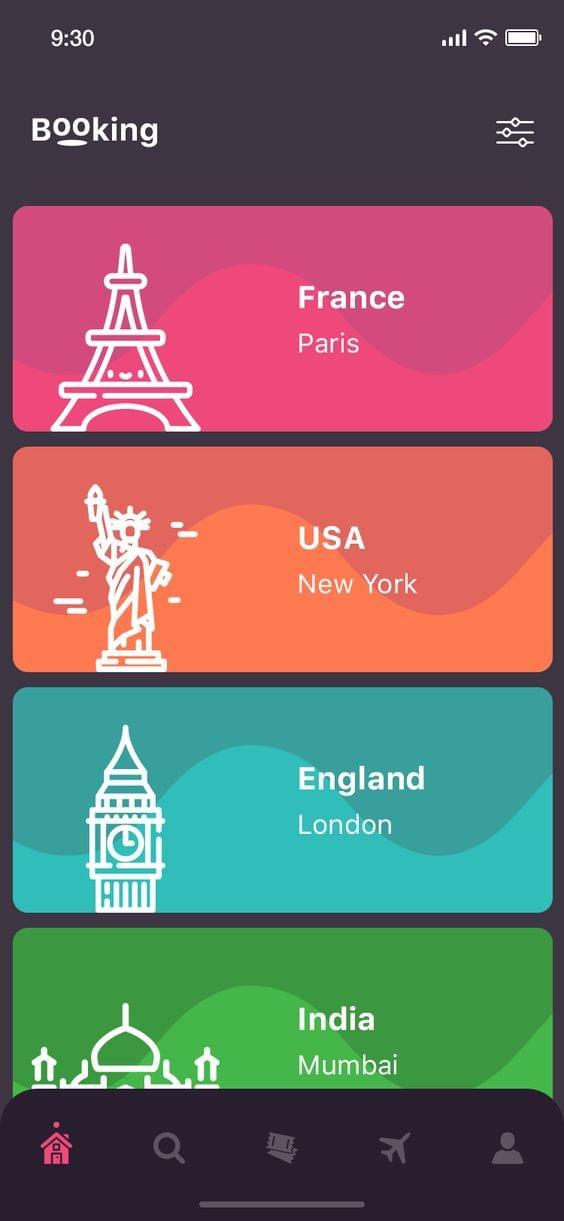 9:30
Booking
France
Paris
USA
New York
England
London
India
Mumbai